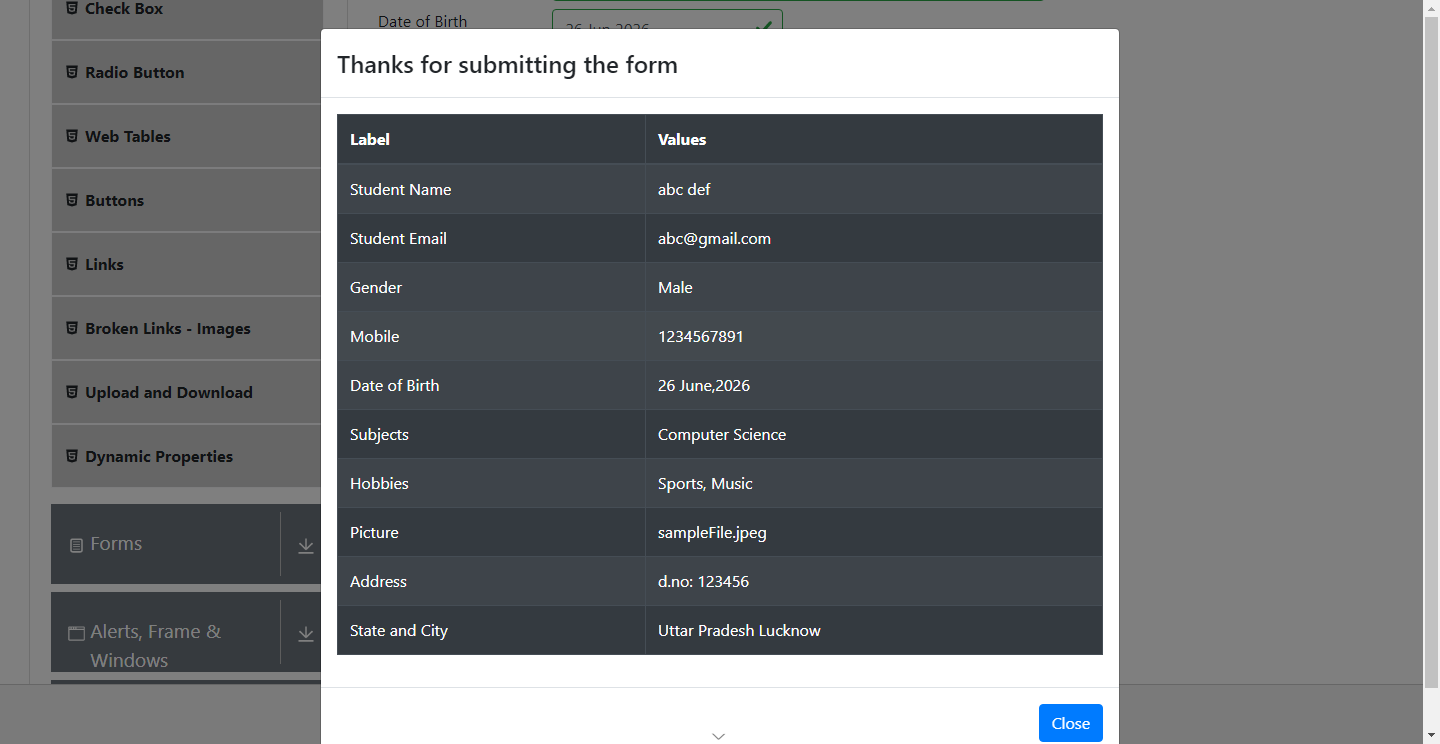 Check Box
Radio Button
Web Tables
Buttons
Links
Broken Links - Images
Upload and Download
Dynamic Properties
Forms
Alerts, Frame &
Windows
Date of Birth
26 Jun 2026
Thanks for submitting the form
Label Values
Student Name abc def
Student Email abc@gmail.com
Gender Male
Mobile 1234567891
Date of Birth 26 June,2026
Subjects Computer Science
Hobbies Sports, Music
Picture sampleFile.jpeg
Address d.no: 123456
State and City Uttar Pradesh Lucknow
Close